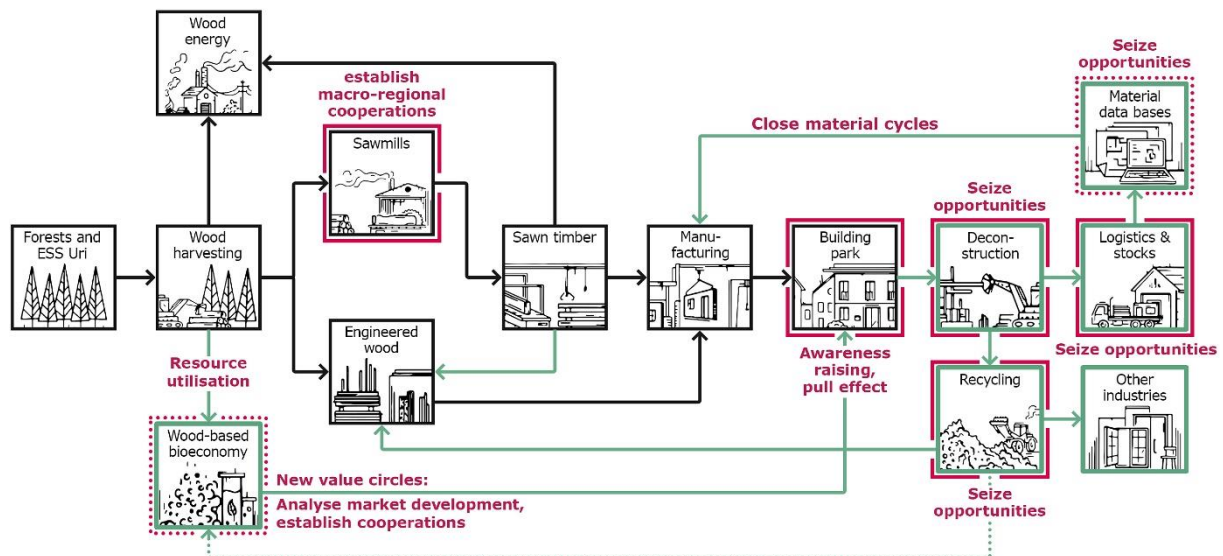 Wood
energy
establish
macro-regional
cooperations
Seize
opportunities
Material
data bases
Close material cycles
Sawmills
Seize
opportunities
Forests and
ESS Uri
Wood
harvesting
Sawn timber
Manu-
facturing
Building
park
Decon-
struction
Logistics &
stocks
Engineered
wood
Resource
utilisation
Awareness
raising,
pull effect
Seize opportunities
Recycling
Other
industries
Wood-based
bioeconomy
New value circles:
Analyse market development,
establish cooperations
Seize
opportunities